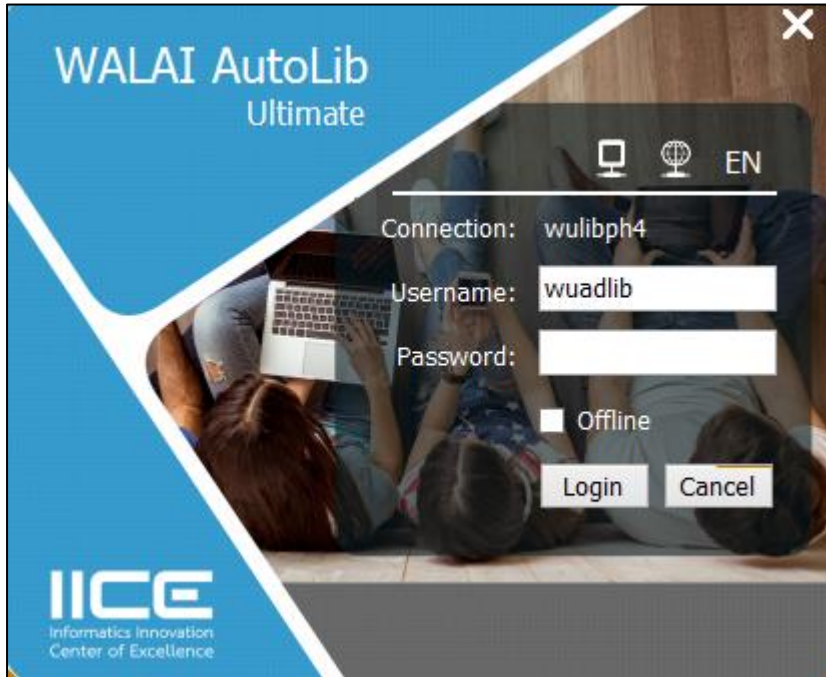 WALAI AutoLib
Ultimate
EN
Connection: wulibph4
Username: wuadlib
Password:
Offline
Login Cancel
IICE
Informatics Innovation
Center of Excellence